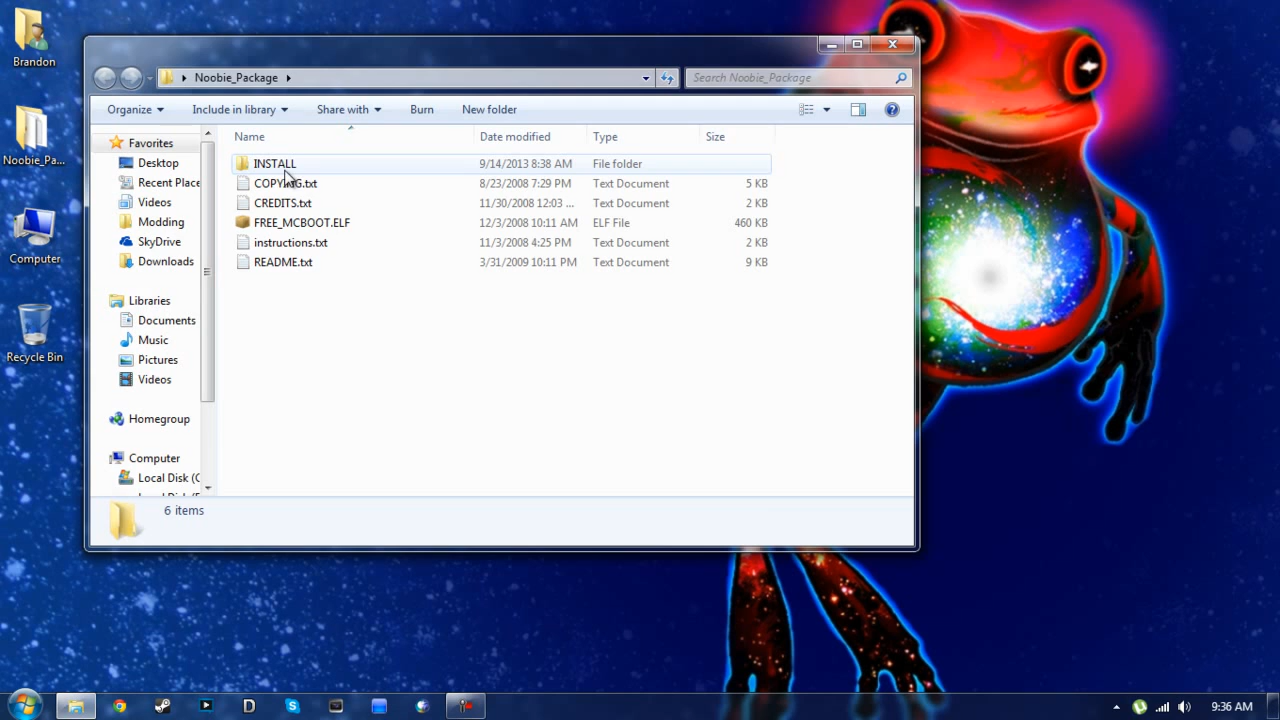 Brandon
Noobie_Pa...
Computer
Recycle Bin
Noobie_Package
Search Noobie_Package
Organize Include in library Share with Burn New folder
Name Date modified Type Size
Favorites
Desktop
Recent Place
Videos
Modding
SkyDrive
Downloads
Libraries
Documents
Music
Pictures
Videos
Homegroup
Computer
Local Disk (C
INSTALL 9/14/2013 8:38 AM File folder
COPYING.txt 8/23/2008 7:29 PM Text Document 5 KB
CREDITS.txt 11/30/2008 12:03 ... Text Document 2 KB
FREE_MCBOOT.ELF 12/3/2008 10:11 AM ELF File 460 KB
instructions.txt 11/3/2008 4:25 PM Text Document 2 KB
README.txt 3/31/2009 10:11 PM Text Document 9 KB
6 items
9:36 AM